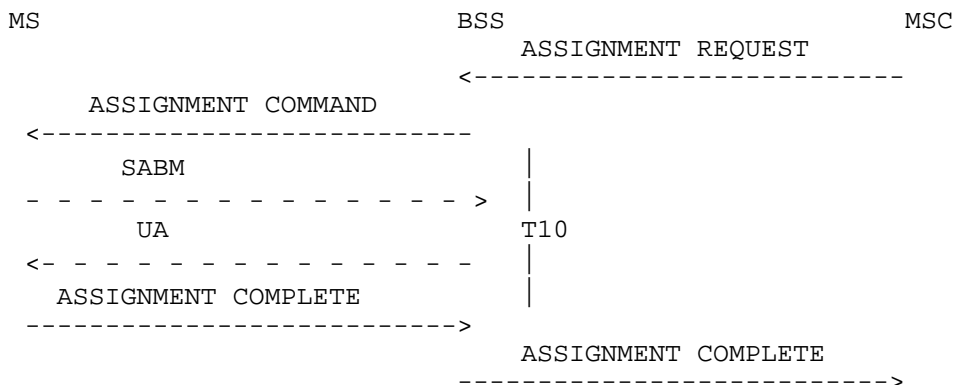 MS BSS MSC
ASSIGNMENT REQUEST
ASSIGNMENT COMMAND
SABM
UA T10
ASSIGNMENT COMPLETE
ASSIGNMENT COMPLETE